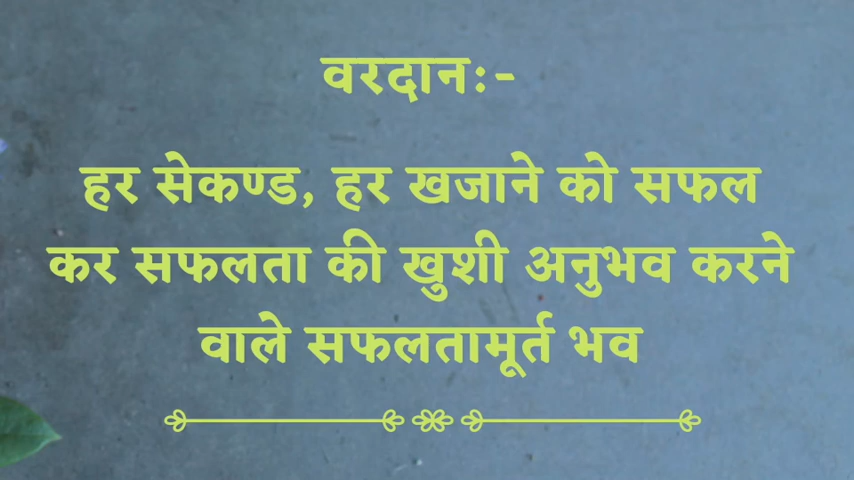 वरदान:-
हर सेकण्ड, हर खजाने को सफल
कर सफलता की खुशी अनुभव करने
वाले सफलतामूर्त भव